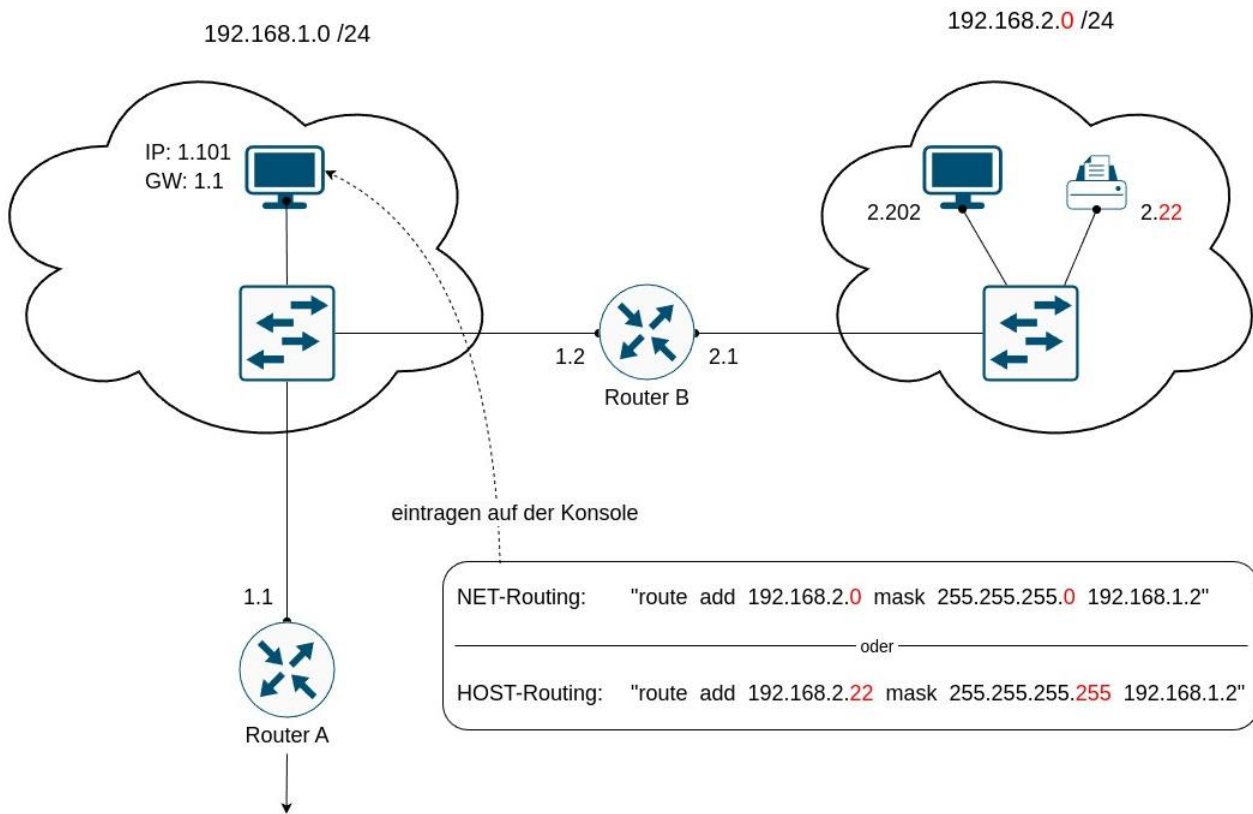 192.168.1.0 /24
192.168.2.0 /24
IP: 1.101
GW: 1.1
2.202
2.22
1.2
2.1
Router B
eintragen auf der Konsole
1.1
Router A
NET-Routing: "route add 192.168.2.0 mask 255.255.255.0 192.168.1.2"
oder
HOST-Routing: "route add 192.168.2.22 mask 255.255.255.255 192.168.1.2"